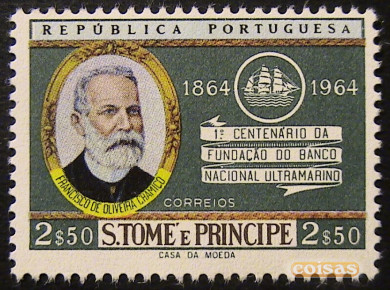 REPÚBLICA PORTUGUESA
1864 1964
1º CENTENÁRIO DA
FUNDAÇÃO DO BANCO
NACIONAL ULTRAMARINO
FRANCISCO DE OLIVEIRA CHAMIÇO
CORREIOS
2$50 S.TOMÉ E PRINCIPE 2$50
CASA DA MOEDA
coisas